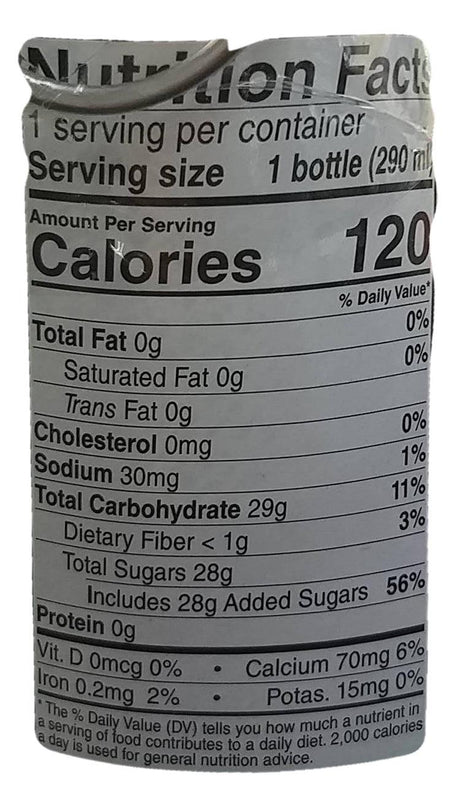 Nutrition Facts
1 serving per container
Serving size 1 bottle (290 ml)
Amount Per Serving
Calories 120
% Daily Value*
Total Fat 0g 0%
Saturated Fat 0g 0%
Trans Fat 0g
Cholesterol 0mg 0%
Sodium 30mg 1%
Total Carbohydrate 29g 11%
Dietary Fiber < 1g 3%
Total Sugars 28g
Includes 28g Added Sugars 56%
Protein 0g
Vit. D 0mcg 0% • Calcium 70mg 6%
Iron 0.2mg 2% • Potas. 15mg 0%
* The % Daily Value (DV) tells you how much a nutrient in
a serving of food contributes to a daily diet. 2,000 calories
a day is used for general nutrition advice.